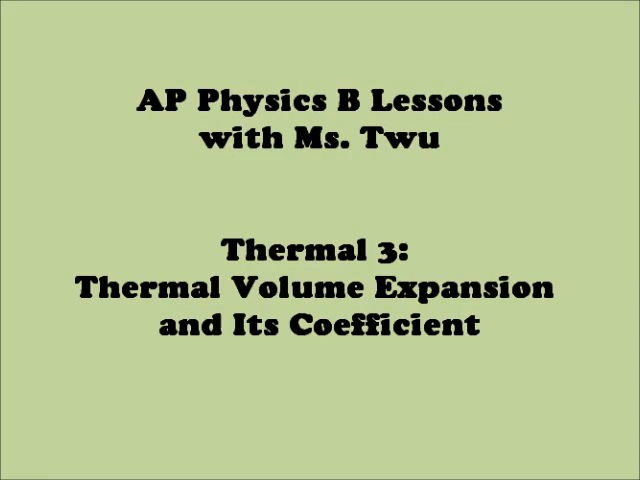 AP Physics B Lessons
with Ms. Twu
Thermal 3:
Thermal Volume Expansion
and Its Coefficient